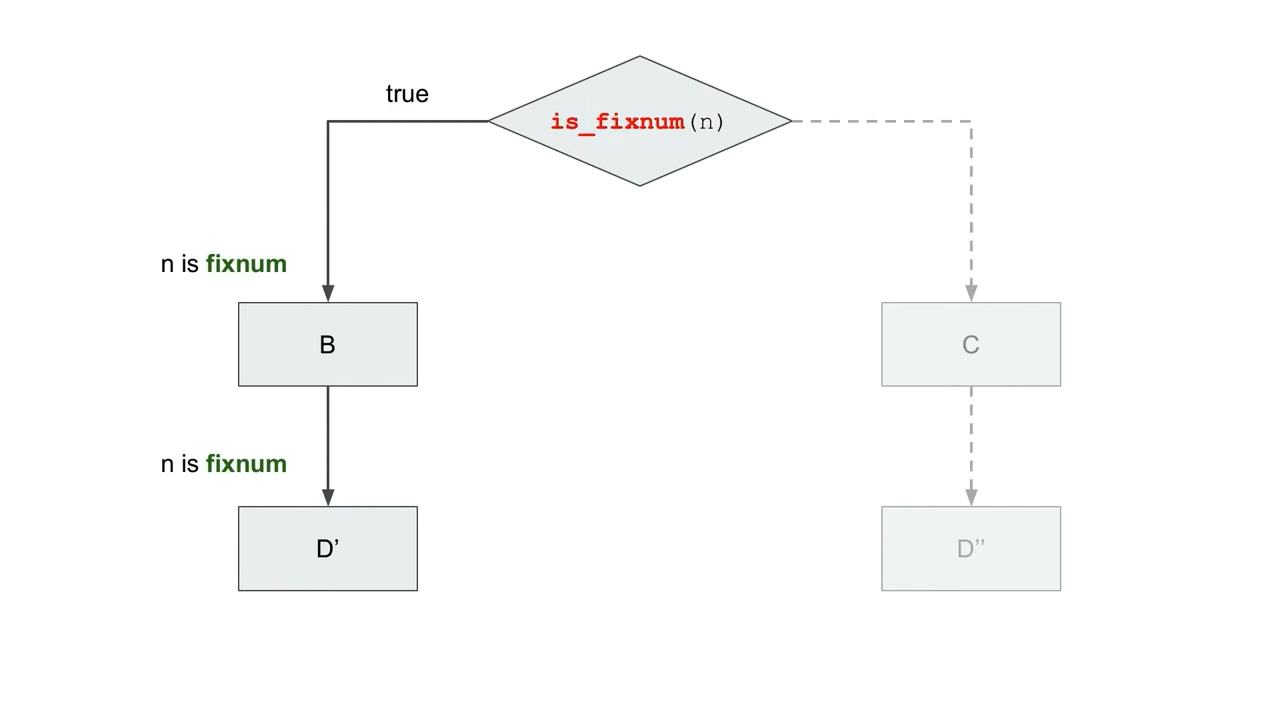 true
is_fixnum(n)
n is fixnum
B
C
n is fixnum
D’
D’’